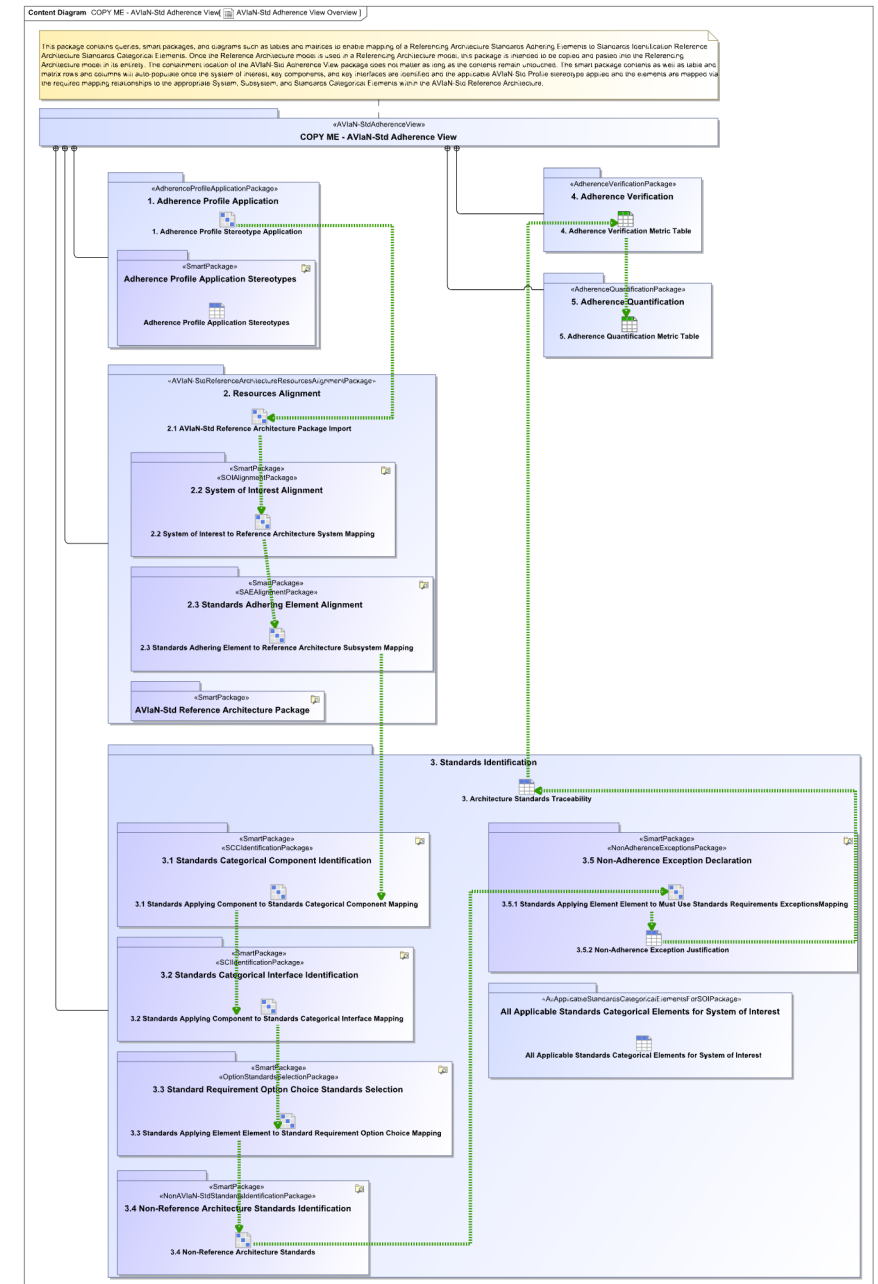 Content Diagram COPY ME - AVIaN-Std Adherence View[ AVIaN-Std Adherence View Overview ]
This package contains queries, smart packages, and diagrams such as tables and matrices to enable mapping of a Referencing Architecture Standards Adhering Elements to Standards Identification Reference
Architecture Standards Categorical Elements. Once the Reference Architecture model is used in a Referencing Architecture model, this package is intended to be copied and pasted into the Referencing
Architecture model in its entirety. The containment location of the AVIaN-Std Adherence View package does not matter as long as the contents remain untouched. The smart package contents as well as table and
matrix rows and columns will auto-populate once the system of interest, key components, and key interfaces are identified and the applicable AVIaN-Std Profile stereotype applied and the elements are mapped via
the required mapping relationships to the appropriate System, Subsystem, and Standards Categorical Elements within the AVIaN-Std Reference Architecture.
«AVIaN-StdAdherenceView»
COPY ME - AVIaN-Std Adherence View
«AdherenceProfileApplicationPackage»
1. Adherence Profile Application
1. Adherence Profile Stereotype Application
«SmartPackage»
Adherence Profile Application Stereotypes
Adherence Profile Application Stereotypes
«AdherenceVerificationPackage»
4. Adherence Verification
4. Adherence Verification Metric Table
«AdherenceQuantificationPackage»
5. Adherence Quantification
5. Adherence Quantification Metric Table
«AVIaN-StdReferenceArchitectureResourcesAlignmentPackage»
2. Resources Alignment
2.1 AVIaN-Std Reference Architecture Package Import
«SmartPackage»
«SOIAlignmentPackage»
2.2 System of Interest Alignment
2.2 System of Interest to Reference Architecture System Mapping
«SmartPackage»
«SAEAlignmentPackage»
2.3 Standards Adhering Element Alignment
2.3 Standards Adhering Element to Reference Architecture Subsystem Mapping
«SmartPackage»
AVIaN-Std Reference Architecture Package
3. Standards Identification
3. Architecture Standards Traceability
«SmartPackage»
«SCCIdentificationPackage»
3.1 Standards Categorical Component Identification
3.1 Standards Applying Component to Standards Categorical Component Mapping
«SmartPackage»
«SCIIdentificationPackage»
3.2 Standards Categorical Interface Identification
3.2 Standards Applying Component to Standards Categorical Interface Mapping
«SmartPackage»
«OptionStandardsSelectionPackage»
3.3 Standard Requirement Option Choice Standards Selection
3.3 Standards Applying Element Element to Standard Requirement Option Choice Mapping
«SmartPackage»
«NonAVIaN-StdStandardsIdentificationPackage»
3.4 Non-Reference Architecture Standards Identification
3.4 Non-Reference Architecture Standards
«SmartPackage»
«NonAdherenceExceptionsPackage»
3.5 Non-Adherence Exception Declaration
3.5.1 Standards Applying Element Element to Must Use Standards Requirements ExceptionsMapping
3.5.2 Non-Adherence Exception Justification
«AllApplicableStandardsCategoricalElementsForSOIPackage»
All Applicable Standards Categorical Elements for System of Interest
All Applicable Standards Categorical Elements for System of Interest